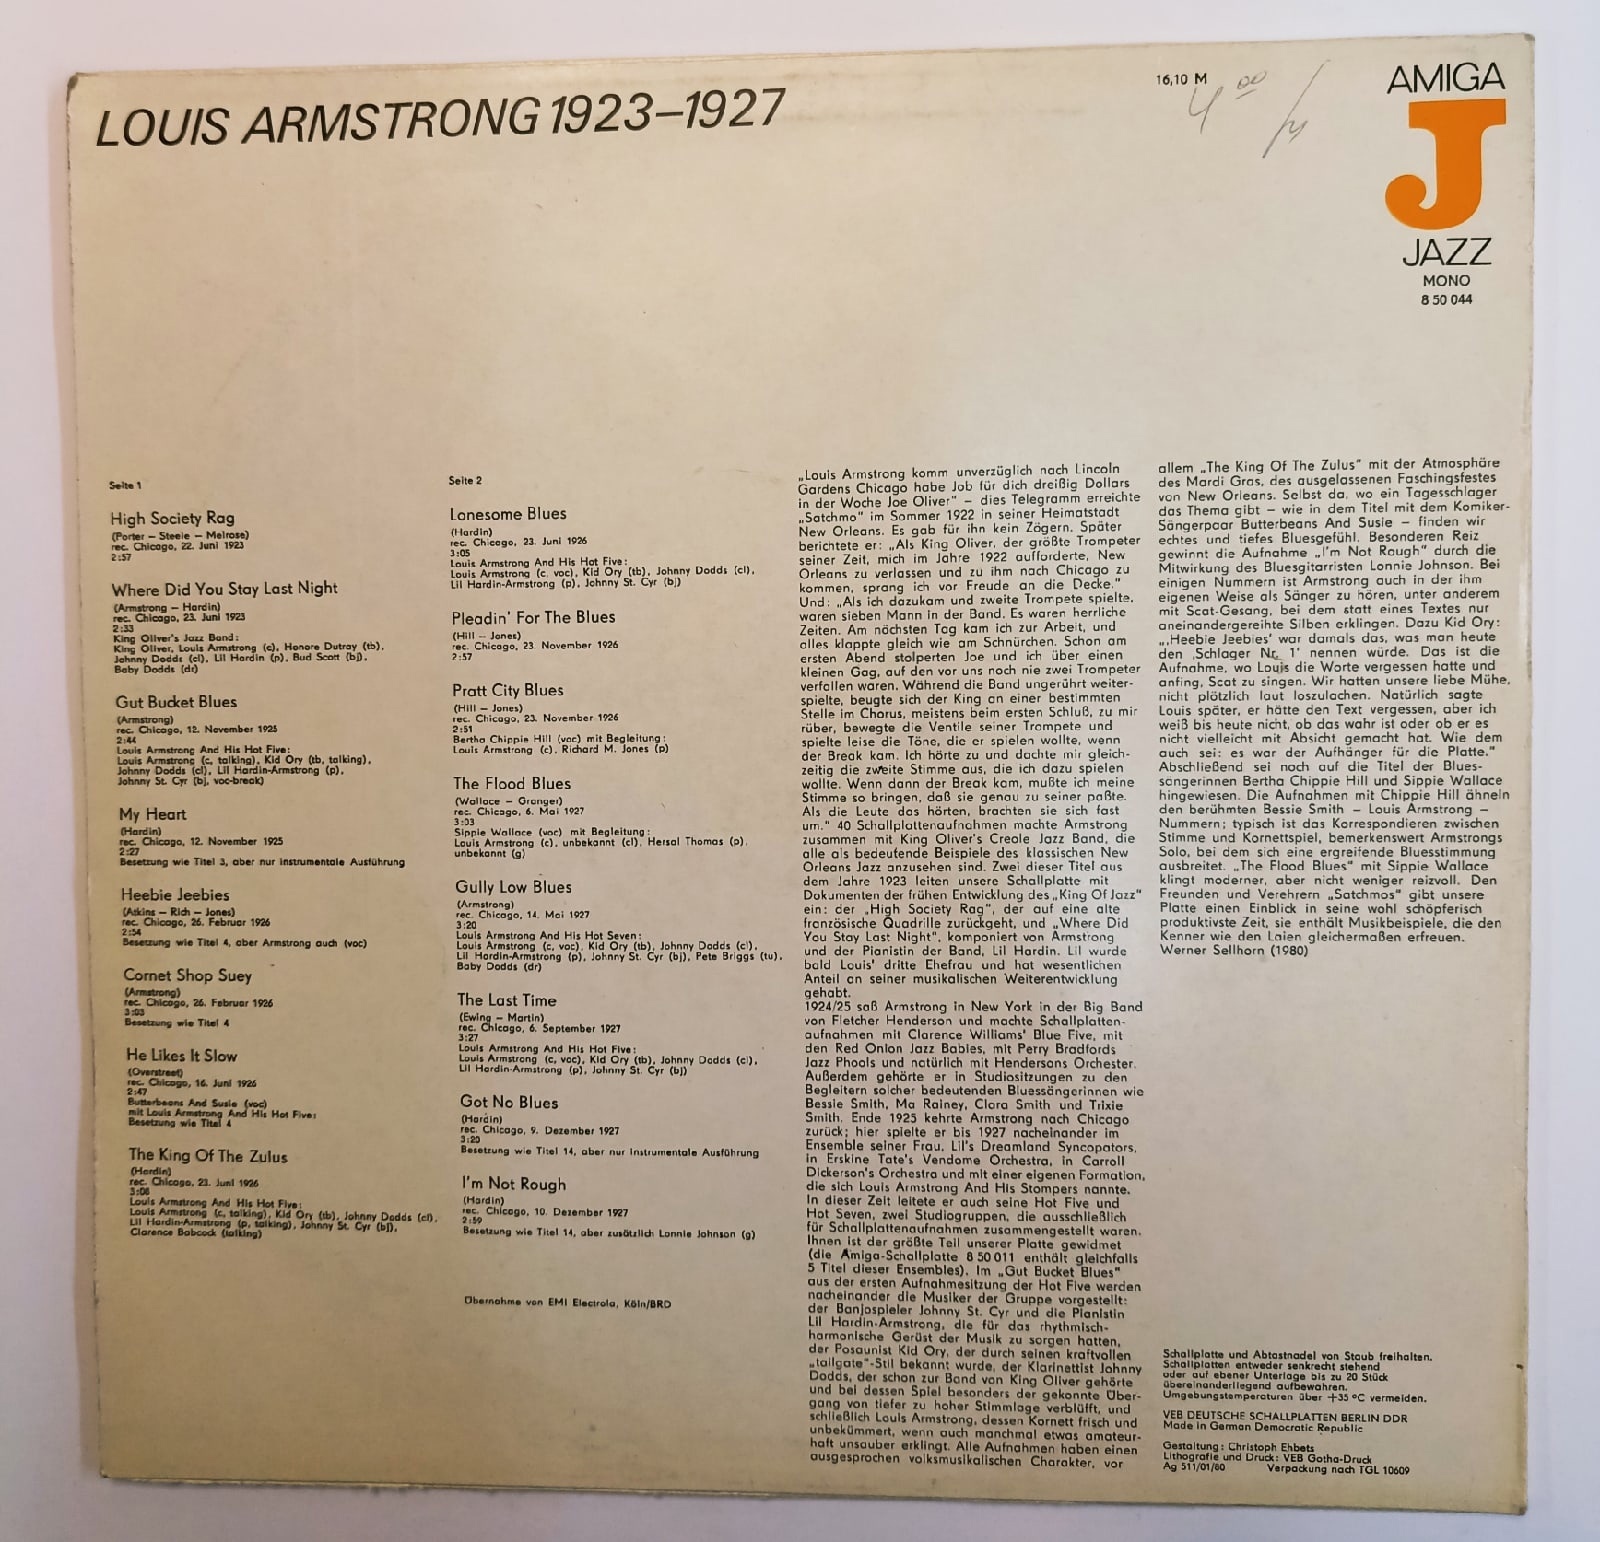 LOUIS ARMSTRONG 1923–1927
16,10 M
4 00
AMIGA
J
JAZZ
MONO
8 50 044
Seite 1
High Society Rag
(Porter – Steele – Melrose)
rec. Chicago, 22. Juni 1923
2:57
Where Did You Stay Last Night
(Armstrong – Hardin)
rec. Chicago, 23. Juni 1923
2:33
King Oliver's Jazz Band:
King Oliver, Louis Armstrong (c), Honore Dutray (tb),
Johnny Dodds (cl), Lil Hardin (p), Bud Scott (bj),
Baby Dodds (dr)
Gut Bucket Blues
(Armstrong)
rec. Chicago, 12. November 1925
2:44
Louis Armstrong And His Hot Five:
Louis Armstrong (c, talking), Kid Ory (tb, talking),
Johnny Dodds (cl), Lil Hardin-Armstrong (p),
Johnny St. Cyr (bj, voc-break)
My Heart
(Hardin)
rec. Chicago, 12. November 1925
2:27
Besetzung wie Titel 3, aber nur instrumentale Ausführung
Heebie Jeebies
(Atkins – Rich – Jones)
rec. Chicago, 26. Februar 1926
2:54
Besetzung wie Titel 4, aber Armstrong auch (voc)
Cornet Shop Suey
(Armstrong)
rec. Chicago, 26. Februar 1926
3:03
Besetzung wie Titel 4
He Likes It Slow
(Overstreet)
rec. Chicago, 16. Juni 1926
2:47
Butterbeans And Susie (voc)
mit Louis Armstrong And His Hot Five:
Besetzung wie Titel 4
The King Of The Zulus
(Hardin)
rec. Chicago, 23. Juni 1926
3:06
Louis Armstrong And His Hot Five:
Louis Armstrong (c, talking), Kid Ory (tb), Johnny Dodds (cl),
Lil Hardin-Armstrong (p, talking), Johnny St. Cyr (bj),
Clarence Babcock (talking)
Seite 2
Lonesome Blues
(Hardin)
rec. Chicago, 23. Juni 1926
3:05
Louis Armstrong And His Hot Five:
Louis Armstrong (c, voc), Kid Ory (tb), Johnny Dodds (cl),
Lil Hardin-Armstrong (p), Johnny St. Cyr (bj)
Pleadin' For The Blues
(Hill – Jones)
rec. Chicago, 23. November 1926
2:57
Pratt City Blues
(Hill – Jones)
rec. Chicago, 23. November 1926
2:51
Bertha Chippie Hill (voc) mit Begleitung:
Louis Armstrong (c), Richard M. Jones (p)
The Flood Blues
(Wallace – Granger)
rec. Chicago, 6. Mai 1927
3:03
Sippie Wallace (voc) mit Begleitung:
Louis Armstrong (c), unbekannt (cl), Hersal Thomas (p),
unbekannt (g)
Gully Low Blues
(Armstrong)
rec. Chicago, 14. Mai 1927
3:20
Louis Armstrong And His Hot Seven:
Louis Armstrong (c, voc), Kid Ory (tb), Johnny Dodds (cl),
Lil Hardin-Armstrong (p), Johnny St. Cyr (bj), Pete Briggs (tu),
Baby Dodds (dr)
The Last Time
(Ewing – Martin)
rec. Chicago, 6. September 1927
3:27
Louis Armstrong And His Hot Five:
Louis Armstrong (c, voc), Kid Ory (tb), Johnny Dodds (cl),
Lil Hardin-Armstrong (p), Johnny St. Cyr (bj)
Got No Blues
(Hardin)
rec. Chicago, 9. Dezember 1927
3:20
Besetzung wie Titel 14, aber nur instrumentale Ausführung
I'm Not Rough
(Hardin)
rec. Chicago, 10. Dezember 1927
2:59
Besetzung wie Titel 14, aber zusätzlich Lonnie Johnson (g)
Übernahme von EMI Electrola, Köln/BRD
„Louis Armstrong komm unverzüglich nach Lincoln
Gardens Chicago habe Job für dich dreißig Dollars
in der Woche Joe Oliver“ – dies Telegramm erreichte
„Satchmo“ im Sommer 1922 in seiner Heimatstadt
New Orleans. Es gab für ihn kein Zögern. Später
berichtete er: „Als King Oliver, der größte Trompeter
seiner Zeit, mich im Jahre 1922 aufforderte, New
Orleans zu verlassen und zu ihm nach Chicago zu
kommen, sprang ich vor Freude an die Decke.“
Und: „Als ich dazukam und zweite Trompete spielte,
waren sieben Mann in der Band. Es waren herrliche
Zeiten. Am nächsten Tag kam ich zur Arbeit, und
alles klappte gleich wie am Schnürchen. Schon am
ersten Abend stolperten Joe und ich über einen
kleinen Gag, auf den vor uns noch nie zwei Trompeter
verfallen waren. Während die Band ungerührt weiter-
spielte, beugte sich der King an einer bestimmten
Stelle im Chorus, meistens beim ersten Schluß, zu mir
rüber, bewegte die Ventile seiner Trompete und
spielte leise die Töne, die er spielen wollte, wenn
der Break kam. Ich hörte zu und dachte mir gleich-
zeitig die zweite Stimme aus, die ich dazu spielen
wollte. Wenn dann der Break kam, mußte ich meine
Stimme so bringen, daß sie genau zu seiner paßte.
Als die Leute das hörten, brachten sie sich fast
um.“ 40 Schallplattenaufnahmen machte Armstrong
zusammen mit King Oliver's Creole Jazz Band, die
alle als bedeutende Beispiele des klassischen New
Orleans Jazz anzusehen sind. Zwei dieser Titel aus
dem Jahre 1923 leiten unsere Schallplatte mit
Dokumenten der frühen Entwicklung des „King Of Jazz“
ein: der „High Society Rag“, der auf eine alte
französische Quadrille zurückgeht, und „Where Did
You Stay Last Night“, komponiert von Armstrong
und der Pianistin der Band, Lil Hardin. Lil wurde
bald Louis' dritte Ehefrau und hat wesentlichen
Anteil an seiner musikalischen Weiterentwicklung
gehabt.
1924/25 saß Armstrong in New York in der Big Band
von Fletcher Henderson und machte Schallplatten-
aufnahmen mit Clarence Williams' Blue Five, mit
den Red Onion Jazz Babies, mit Perry Bradfords
Jazz Phools und natürlich mit Hendersons Orchester.
Außerdem gehörte er in Studiositzungen zu den
Begleitern solcher bedeutenden Bluessängerinnen wie
Bessie Smith, Ma Rainey, Clara Smith und Trixie
Smith. Ende 1925 kehrte Armstrong nach Chicago
zurück; hier spielte er bis 1927 nacheinander im
Ensemble seiner Frau, Lil's Dreamland Syncopators,
in Erskine Tate's Vendome Orchestra, in Carroll
Dickerson's Orchestra und mit einer eigenen Formation,
die sich Louis Armstrong And His Stompers nannte.
In dieser Zeit leitete er auch seine Hot Five und
Hot Seven, zwei Studiogruppen, die ausschließlich
für Schallplattenaufnahmen zusammengestellt waren.
Ihnen ist der größte Teil unserer Platte gewidmet
(die Amiga-Schallplatte 8 50 011 enthält gleichfalls
5 Titel dieser Ensembles). Im „Gut Bucket Blues“
aus der ersten Aufnahmesitzung der Hot Five werden
nacheinander die Musiker der Gruppe vorgestellt:
der Banjospieler Johnny St. Cyr und die Pianistin
Lil Hardin-Armstrong, die für das rhythmisch-
harmonische Gerüst der Musik zu sorgen hatten,
der Posaunist Kid Ory, der durch seinen kraftvollen
„tailgate“-Stil bekannt wurde, der Klarinettist Johnny
Dodds, der schon zur Band von King Oliver gehörte
und bei dessen Spiel besonders der gekonnte Über-
gang von tiefer zu hoher Stimmlage verblüfft, und
schließlich Louis Armstrong, dessen Kornett frisch und
unbekümmert, wenn auch manchmal etwas amateur-
haft unsauber erklingt. Alle Aufnahmen haben einen
ausgesprochen volksmusikalischen Charakter, vor
allem „The King Of The Zulus“ mit der Atmosphäre
des Mardi Gras, des ausgelassenen Faschingsfestes
von New Orleans. Selbst da, wo ein Tagesschlager
das Thema gibt – wie in dem Titel mit dem Komiker-
Sängerpaar Butterbeans And Susie – finden wir
echtes und tiefes Bluesgefühl. Besonderen Reiz
gewinnt die Aufnahme „I'm Not Rough“ durch die
Mitwirkung des Bluesgitarristen Lonnie Johnson. Bei
einigen Nummern ist Armstrong auch in der ihm
eigenen Weise als Sänger zu hören, unter anderem
mit Scat-Gesang, bei dem statt eines Textes nur
aneinandergereihte Silben erklingen. Dazu Kid Ory:
„‚Heebie Jeebies' war damals das, was man heute
den ‚Schlager Nr. 1' nennen würde. Das ist die
Aufnahme, wo Louis die Worte vergessen hatte und
anfing, Scat zu singen. Wir hatten unsere liebe Mühe,
nicht plötzlich laut loszulachen. Natürlich sagte
Louis später, er hätte den Text vergessen, aber ich
weiß bis heute nicht, ob das wahr ist oder ob er es
nicht vielleicht mit Absicht gemacht hat. Wie dem
auch sei: es war der Aufhänger für die Platte.“
Abschließend sei noch auf die Titel der Blues-
sängerinnen Bertha Chippie Hill und Sippie Wallace
hingewiesen. Die Aufnahmen mit Chippie Hill ähneln
den berühmten Bessie Smith – Louis Armstrong –
Nummern; typisch ist das Korrespondieren zwischen
Stimme und Kornettspiel, bemerkenswert Armstrongs
Solo, bei dem sich eine ergreifende Bluesstimmung
ausbreitet. „The Flood Blues“ mit Sippie Wallace
klingt moderner, aber nicht weniger reizvoll. Den
Freunden und Verehrern „Satchmos“ gibt unsere
Platte einen Einblick in seine wohl schöpferisch
produktivste Zeit, sie enthält Musikbeispiele, die den
Kenner wie den Laien gleichermaßen erfreuen.
Werner Sellhorn (1980)
Schallplatte und Abtastnadel von Staub freihalten.
Schallplatten entweder senkrecht stehend
oder auf ebener Unterlage bis zu 20 Stück
übereinanderliegend aufbewahren.
Umgebungstemperaturen über +35 °C vermeiden.
VEB DEUTSCHE SCHALLPLATTEN BERLIN DDR
Made in German Democratic Republic
Gestaltung: Christoph Ehbets
Lithografie und Druck: VEB Gotha-Druck
Ag 511/01/80 Verpackung nach TGL 10609